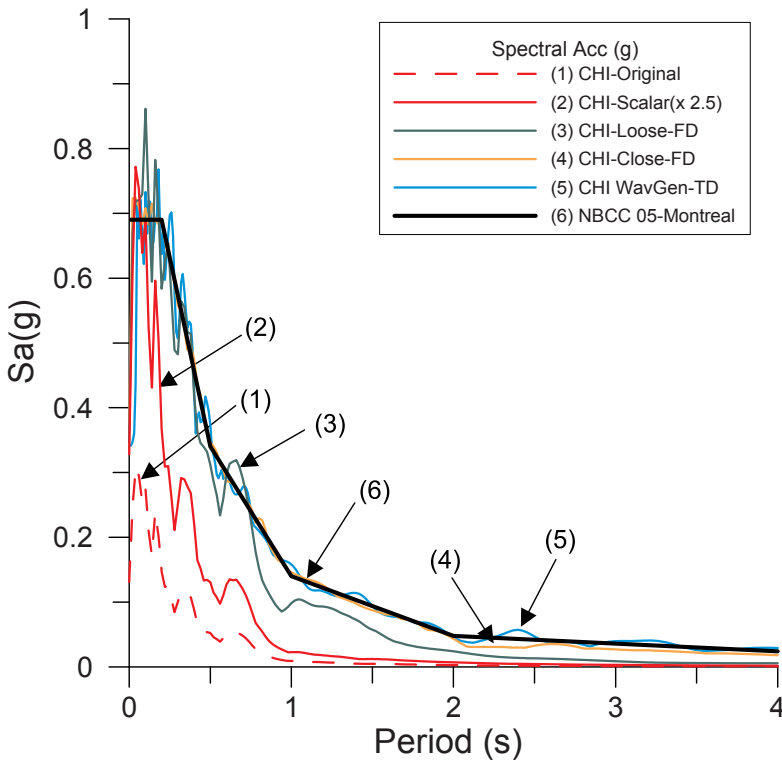 1
0.8
0.6
0.4
0.2
0
Sa(g)
0 1 2 3 4
Period (s)
Spectral Acc (g)
(1) CHI-Original
(2) CHI-Scalar(x 2.5)
(3) CHI-Loose-FD
(4) CHI-Close-FD
(5) CHI WavGen-TD
(6) NBCC 05-Montreal
(2)
(1)
(3)
(6)
(4)
(5)